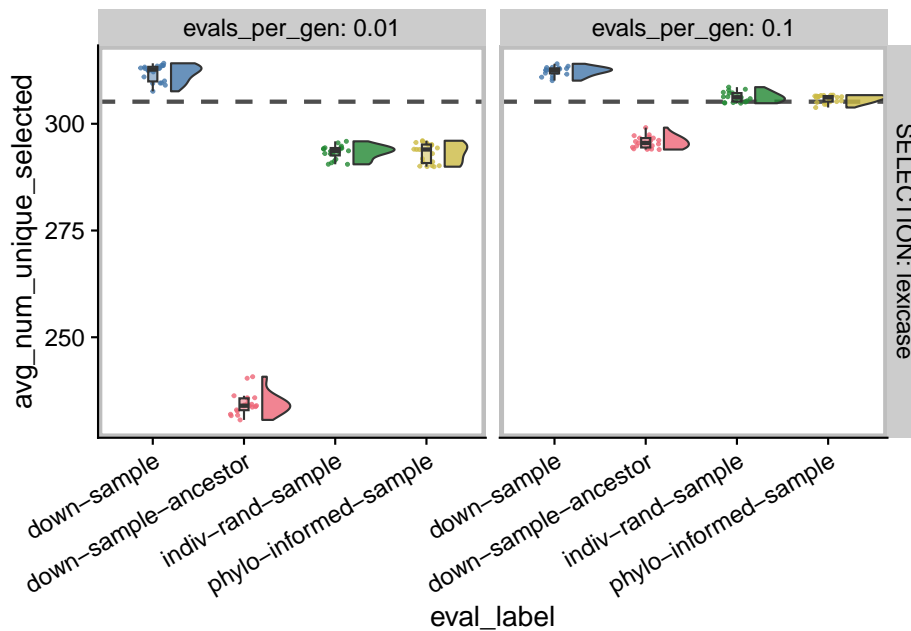 evals_per_gen: 0.01
evals_per_gen: 0.1
SELECTION: lexicase
avg_num_unique_selected
300
275
250
down−sample
down−sample−ancestor
indiv−rand−sample
phylo−informed−sample
down−sample
down−sample−ancestor
indiv−rand−sample
phylo−informed−sample
eval_label